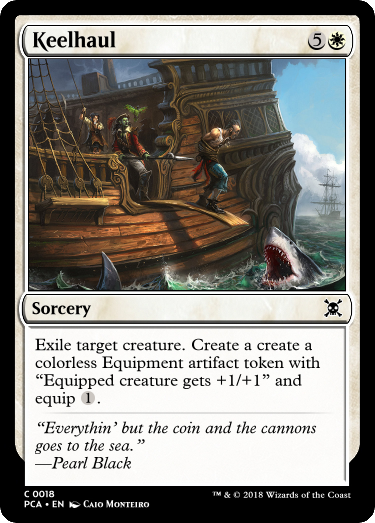 Keelhaul 5
Sorcery
Exile target creature. Create a create a
colorless Equipment artifact token with
“Equipped creature gets +1/+1” and
equip 1.
“Everythin’ but the coin and the cannons
goes to the sea.”
—Pearl Black
C 0018
PCA • EN Caio Monteiro
™ & © 2018 Wizards of the Coast